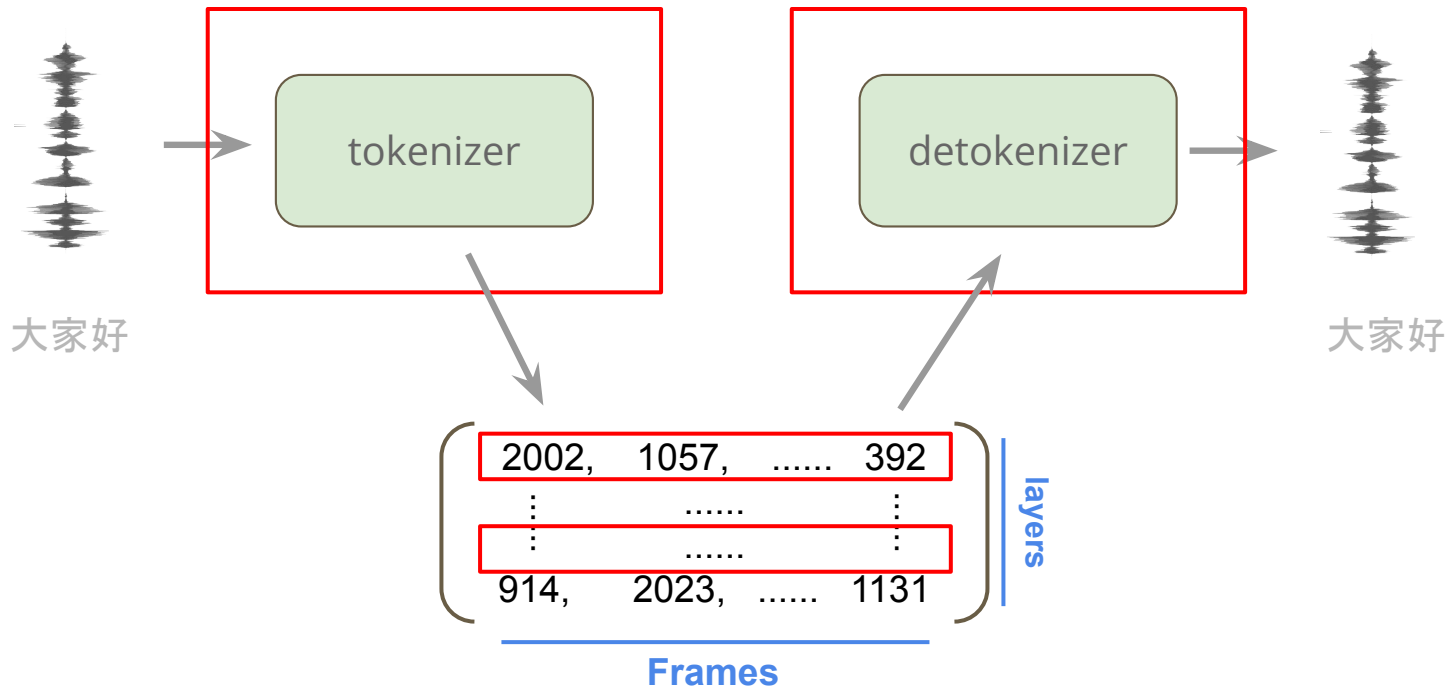 tokenizer
detokenizer
大家好
大家好
2002, 1057, ...... 392
......
......
914, 2023, ...... 1131
layers
Frames